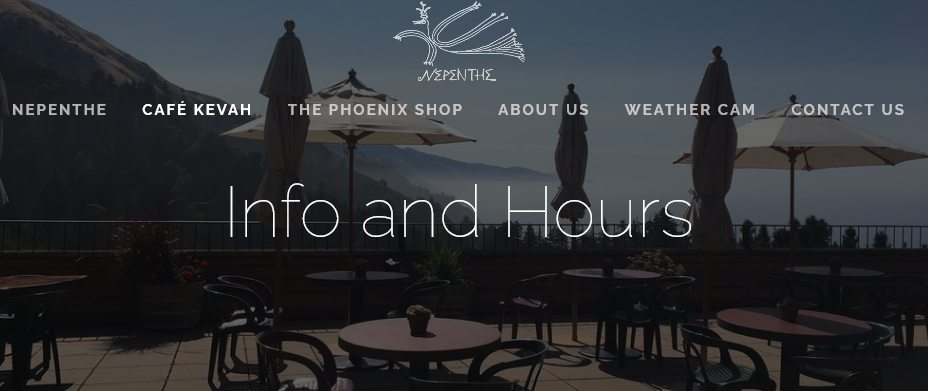 NEPENTHE
NEPENTHE CAFÉ KEVAH THE PHOENIX SHOP ABOUT US WEATHER CAM CONTACT US
Info and Hours